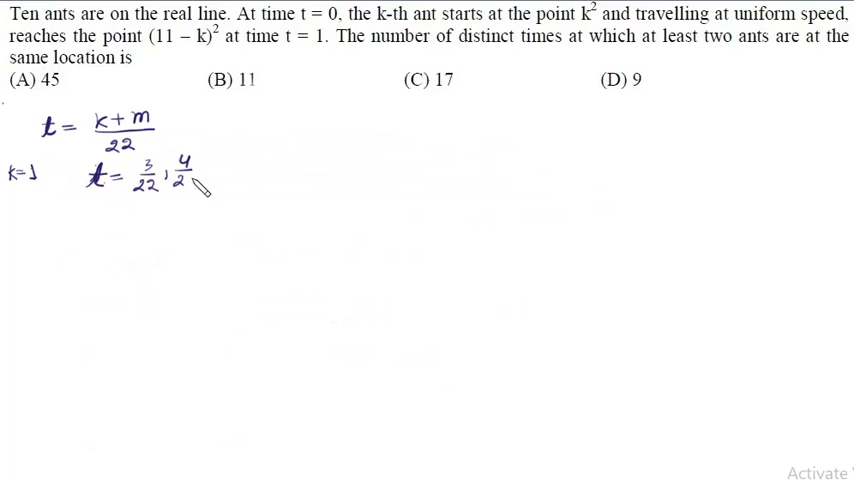 Ten ants are on the real line. At time t = 0, the k-th ant starts at the point k² and travelling at uniform speed,
reaches the point (11 – k)² at time t = 1. The number of distinct times at which at least two ants are at the
same location is
(A) 45 (B) 11 (C) 17 (D) 9
t = k+m/22
k=1 t = 3/22, 4/2
Activate